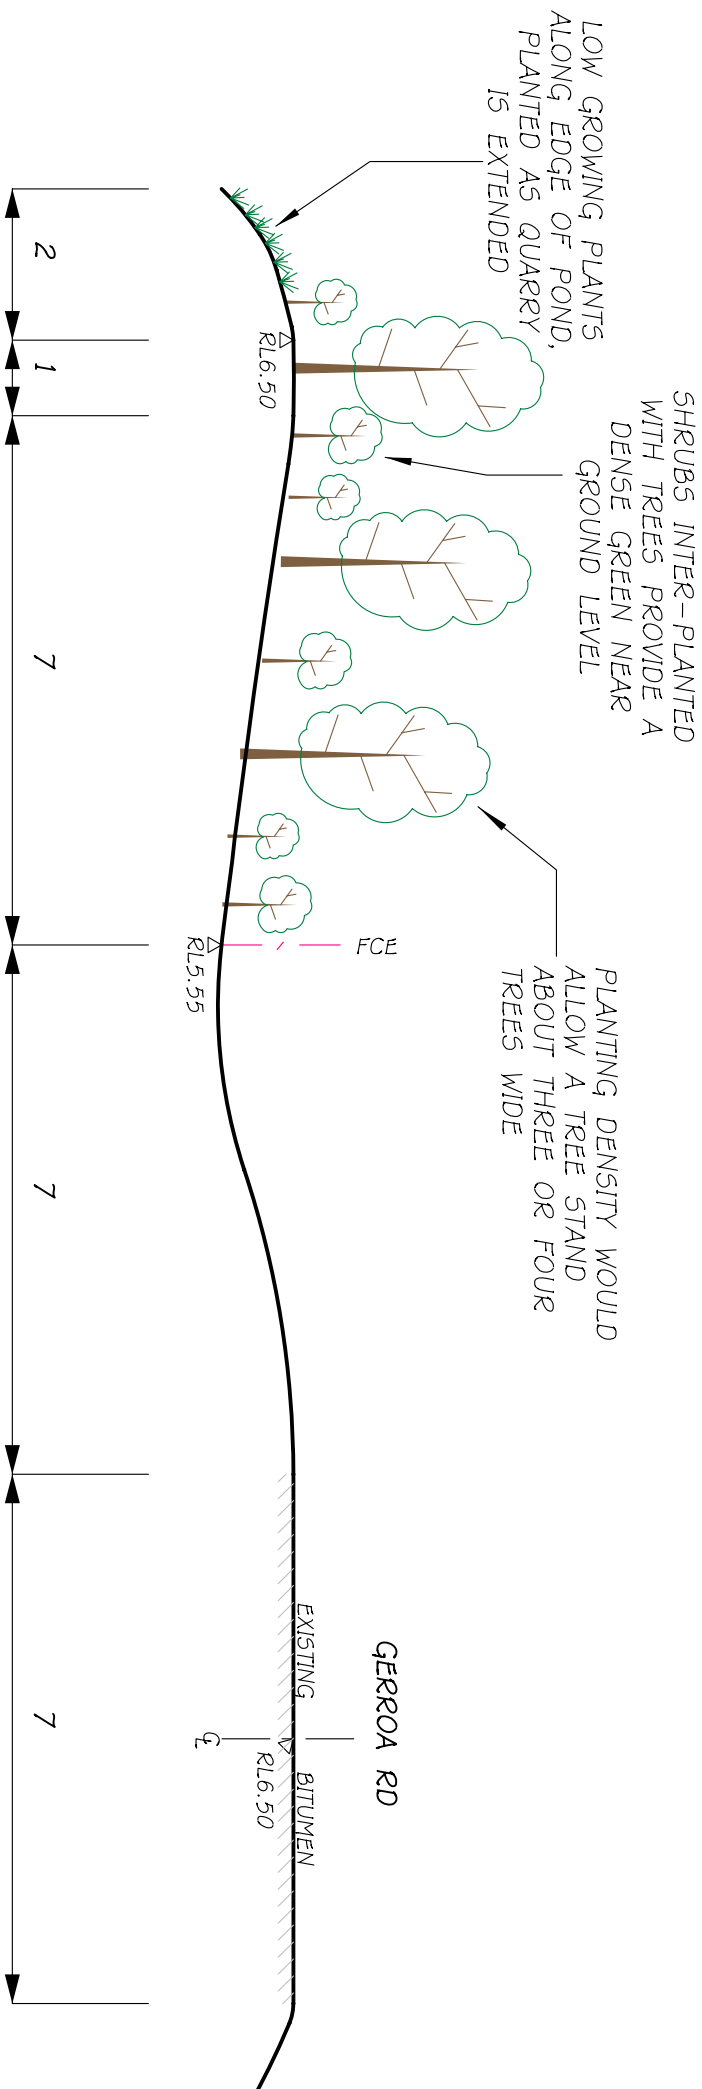 LOW GROWING PLANTS
ALONG EDGE OF POND,
PLANTED AS QUARRY
IS EXTENDED
SHRUBS INTER-PLANTED
WITH TREES PROVIDE A
DENSE GREEN NEAR
GROUND LEVEL
PLANTING DENSITY WOULD
ALLOW A TREE STAND
ABOUT THREE OR FOUR
TREES WIDE
GERROA RD
FCE
EXISTING BITUMEN
RL6.50
RL5.55
RL6.50
CL
2
1
7
7
7